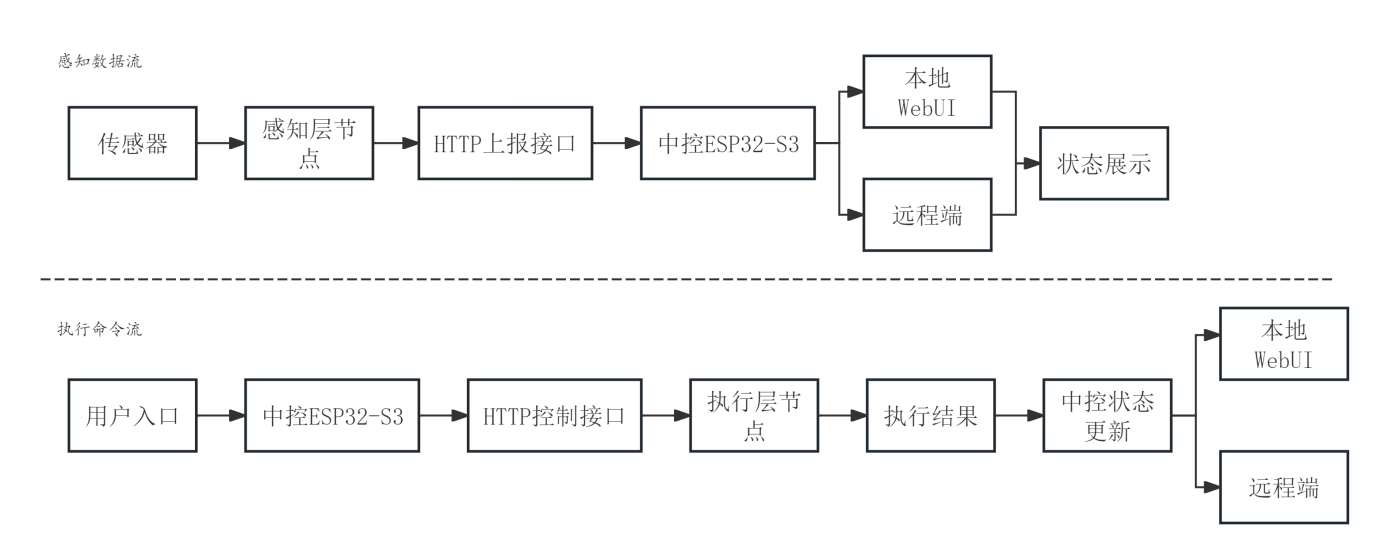 感知数据流
传感器
感知层节
点
HTTP上报接口
中控ESP32-S3
本地
WebUI
远程端
状态展示
执行命令流
用户入口
中控ESP32-S3
HTTP控制接口
执行层节
点
执行结果
中控状态
更新
本地
WebUI
远程端